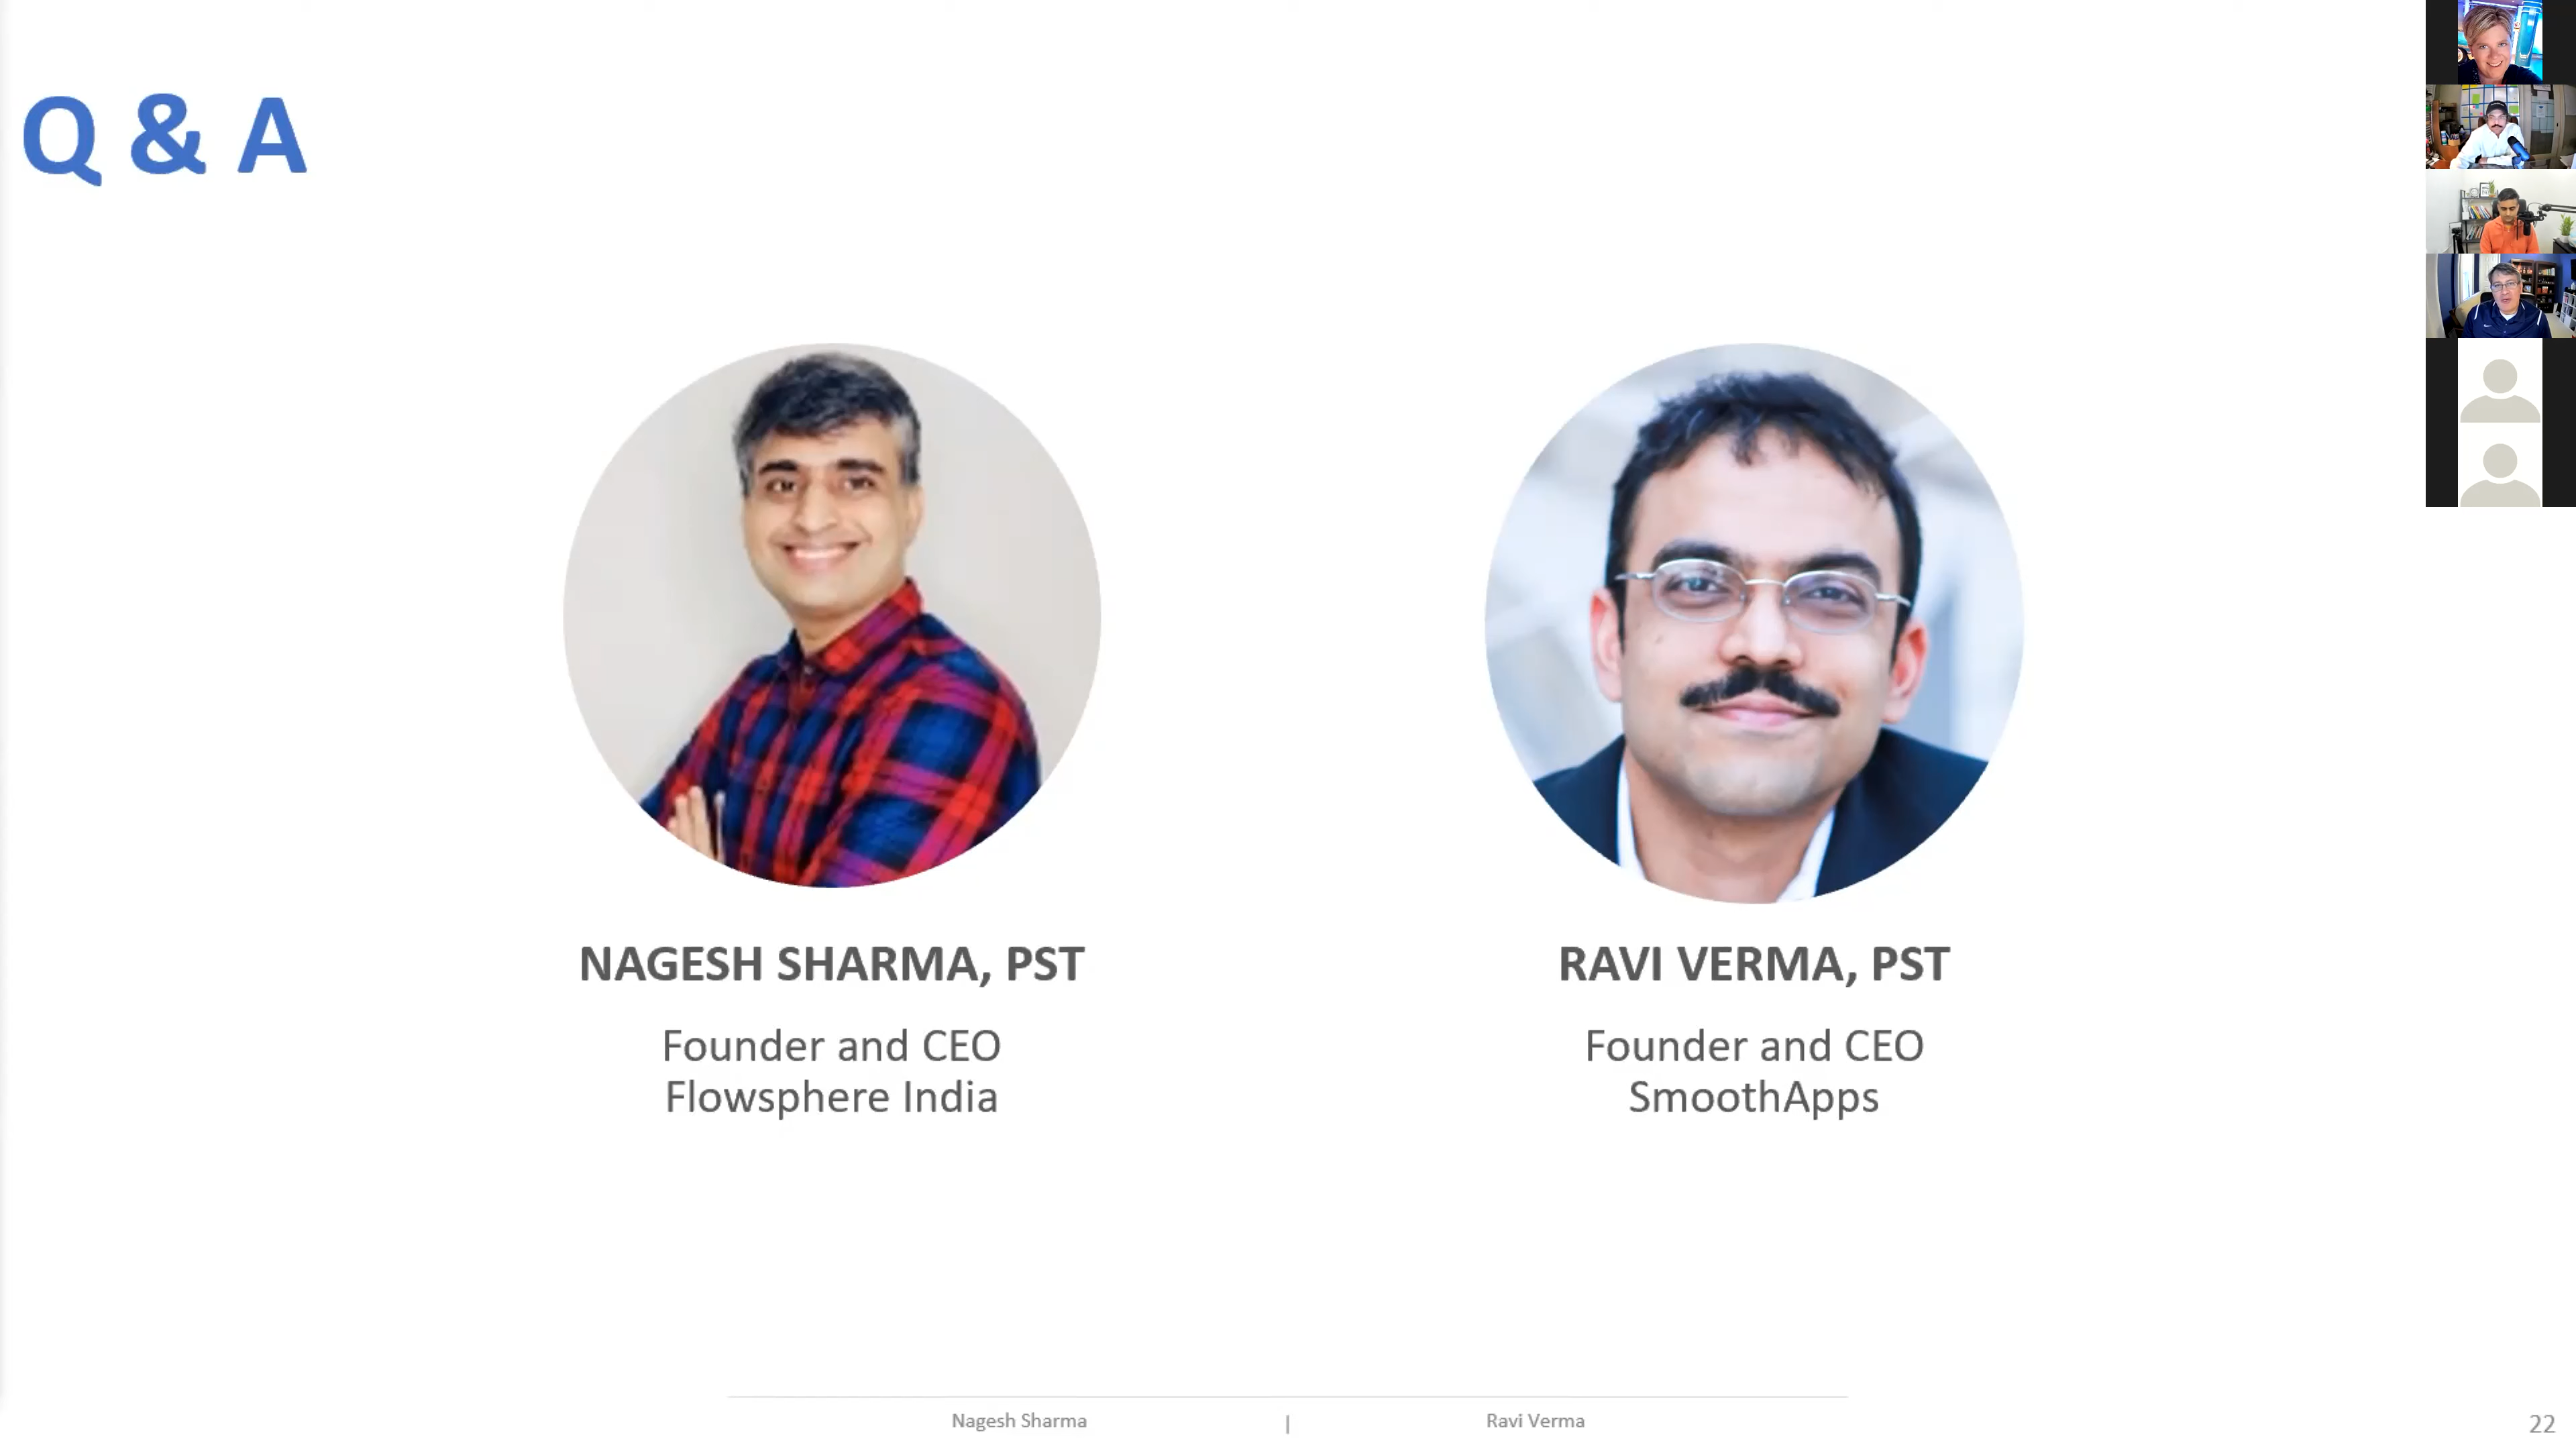 Q & A
NAGESH SHARMA, PST
Founder and CEO
Flowsphere India
RAVI VERMA, PST
Founder and CEO
SmoothApps
Nagesh Sharma | Ravi Verma
22